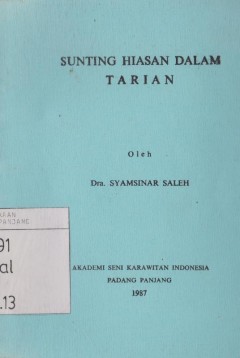 SUNTING HIASAN DALAM
TARIAN
Oleh
Dra. SYAMSINAR SALEH
AKADEMI SENI KARAWITAN INDONESIA
PADANG PANJANG
1987
91
al
.13